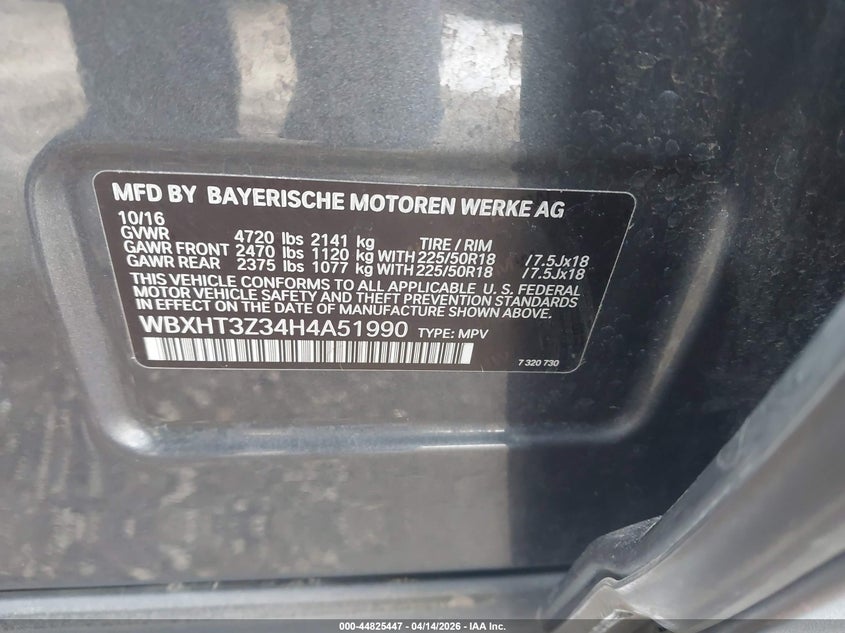 MFD BY BAYERISCHE MOTOREN WERKE AG
10/16
GVWR 4720 lbs 2141 kg TIRE / RIM
GAWR FRONT 2470 lbs 1120 kg WITH 225/50R18 /7.5Jx18
GAWR REAR 2375 lbs 1077 kg WITH 225/50R18 /7.5Jx18
THIS VEHICLE CONFORMS TO ALL APPLICABLE U. S. FEDERAL
MOTOR VEHICLE SAFETY AND THEFT PREVENTION STANDARDS
IN EFFECT ON THE DATE OF MANUFACTURE SHOWN ABOVE.
WBXHT3Z34H4A51990 TYPE: MPV
7 320 730
000-44825447 - 04/14/2026 - IAA Inc.